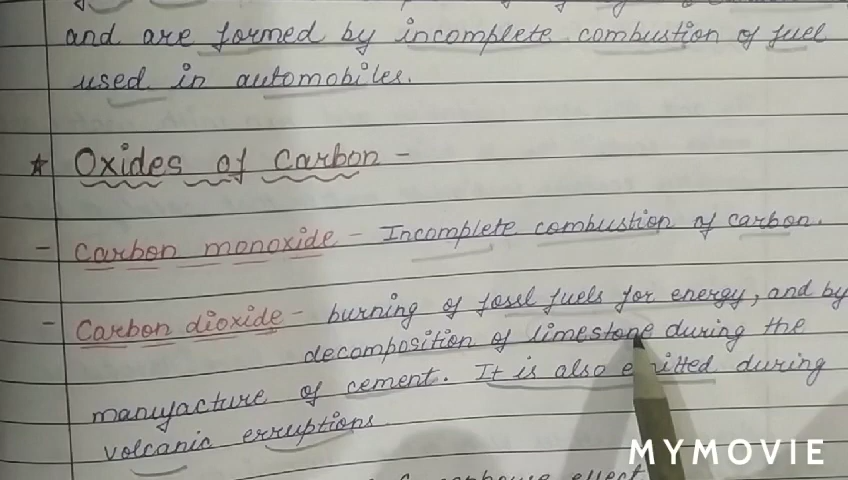 and are formed by incomplete combustion of fuel
used in automobiles.
★ Oxides of Carbon -
- Carbon monoxide - Incomplete combustion of carbon.
- Carbon dioxide - burning of fossl fuels for energy, and by
decomposition of limestone during the
manufacture of cement. It is also emitted during
volcanic erruptions.
effect
MYMOVIE